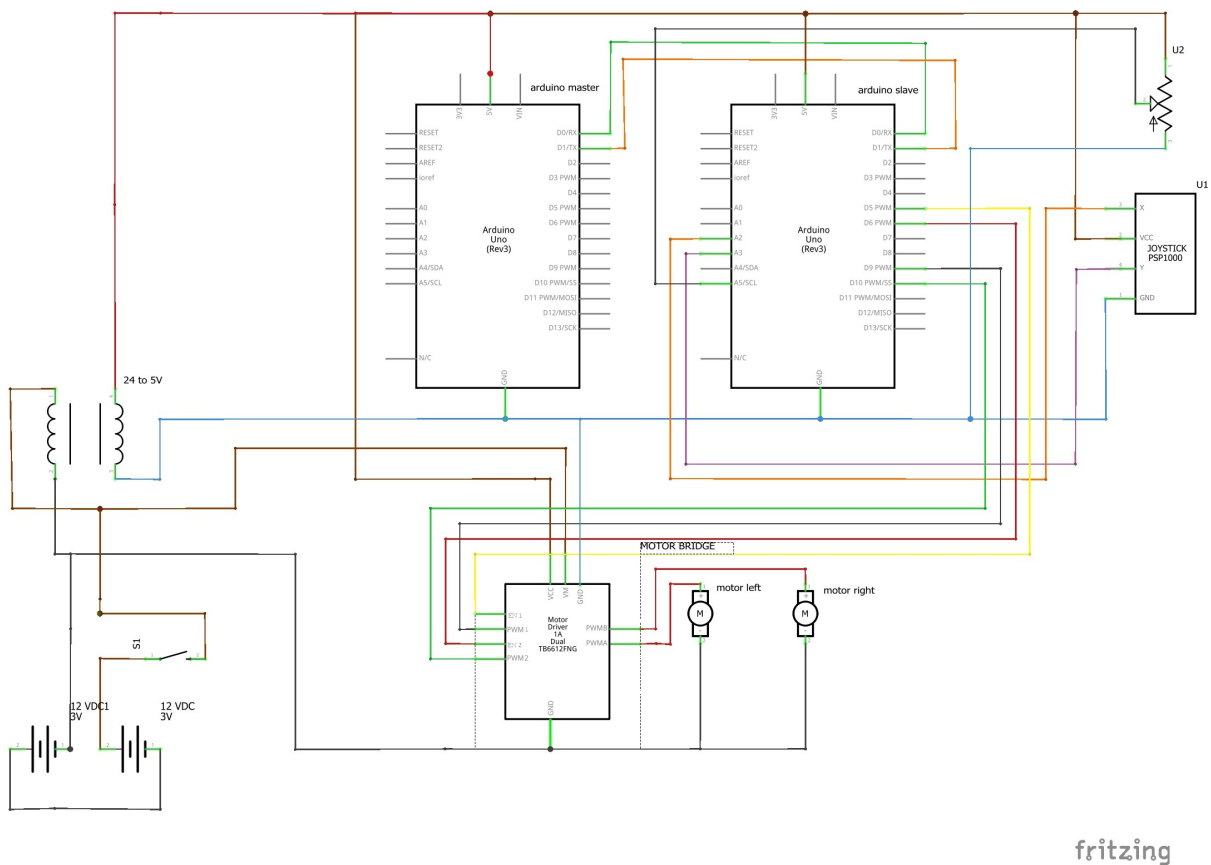 U2
arduino master
arduino slave
3V3
5V
VIN
3V3
5V
VIN
RESET
RESET2
AREF
ioref
A0
A1
A2
A3
A4/SDA
A5/SCL
N/C
Arduino
Uno
(Rev3)
D0/RX
D1/TX
D2
D3 PWM
D4
D5 PWM
D6 PWM
D7
D8
D9 PWM
D10 PWM/SS
D11 PWM/MOSI
D12/MISO
D13/SCK
GND
RESET
RESET2
AREF
ioref
A0
A1
A2
A3
A4/SDA
A5/SCL
N/C
Arduino
Uno
(Rev3)
D0/RX
D1/TX
D2
D3 PWM
D4
D5 PWM
D6 PWM
D7
D8
D9 PWM
D10 PWM/SS
D11 PWM/MOSI
D12/MISO
D13/SCK
GND
U1
X
VCC
Y
GND
JOYSTICK
PSP1000
24 to 5V
MOTOR BRIDGE
VCC
VM
GND
EN 1
PWM1
EN 2
PWM2
Motor
Driver
1A
Dual
TB6612FNG
PWMB
PWMA
GND
motor left
M
motor right
M
S1
12 VDC1
3V
12 VDC
3V
fritzing